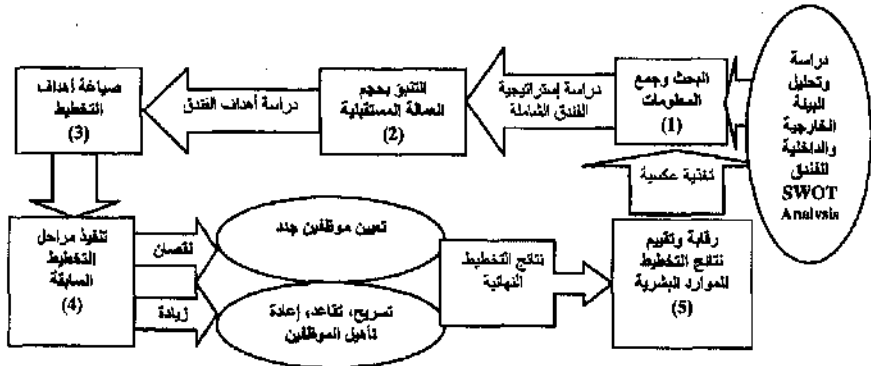 دراسة
وتحليل
البيئة
الخارجية
والداخلية
للفندق
SWOT
Analysis
البحث وجمع
المعلومات
(1)
دراسة إستراتيجية
الفندق الشاملة
التنبؤ بحجم
العمالة المستقبلية
(2)
دراسة أهداف الفندق
صياغة أهداف
التخطيط
(3)
تنفيذ مراحل
التخطيط
السابقة
(4)
نقصان
زيادة
تعيين موظفين جدد
تسريح، تقاعد، إعادة
تأهيل الموظفين
نتائج التخطيط
النهائية
رقابة وتقييم
نتائج التخطيط
للموارد البشرية
(5)
تغذية عكسية